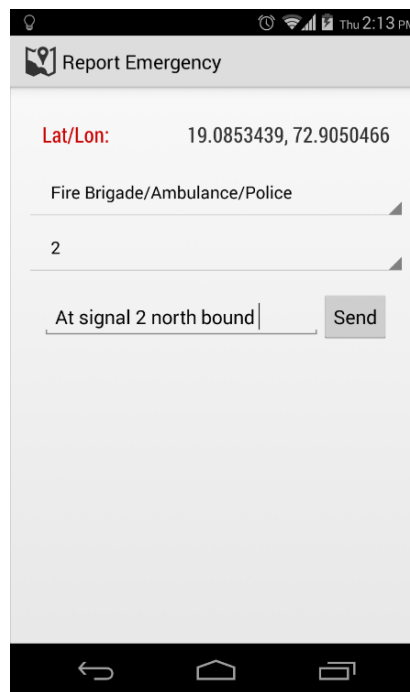 Thu 2:13 PM
Report Emergency
Lat/Lon: 19.0853439, 72.9050466
Fire Brigade/Ambulance/Police
2
At signal 2 north bound Send